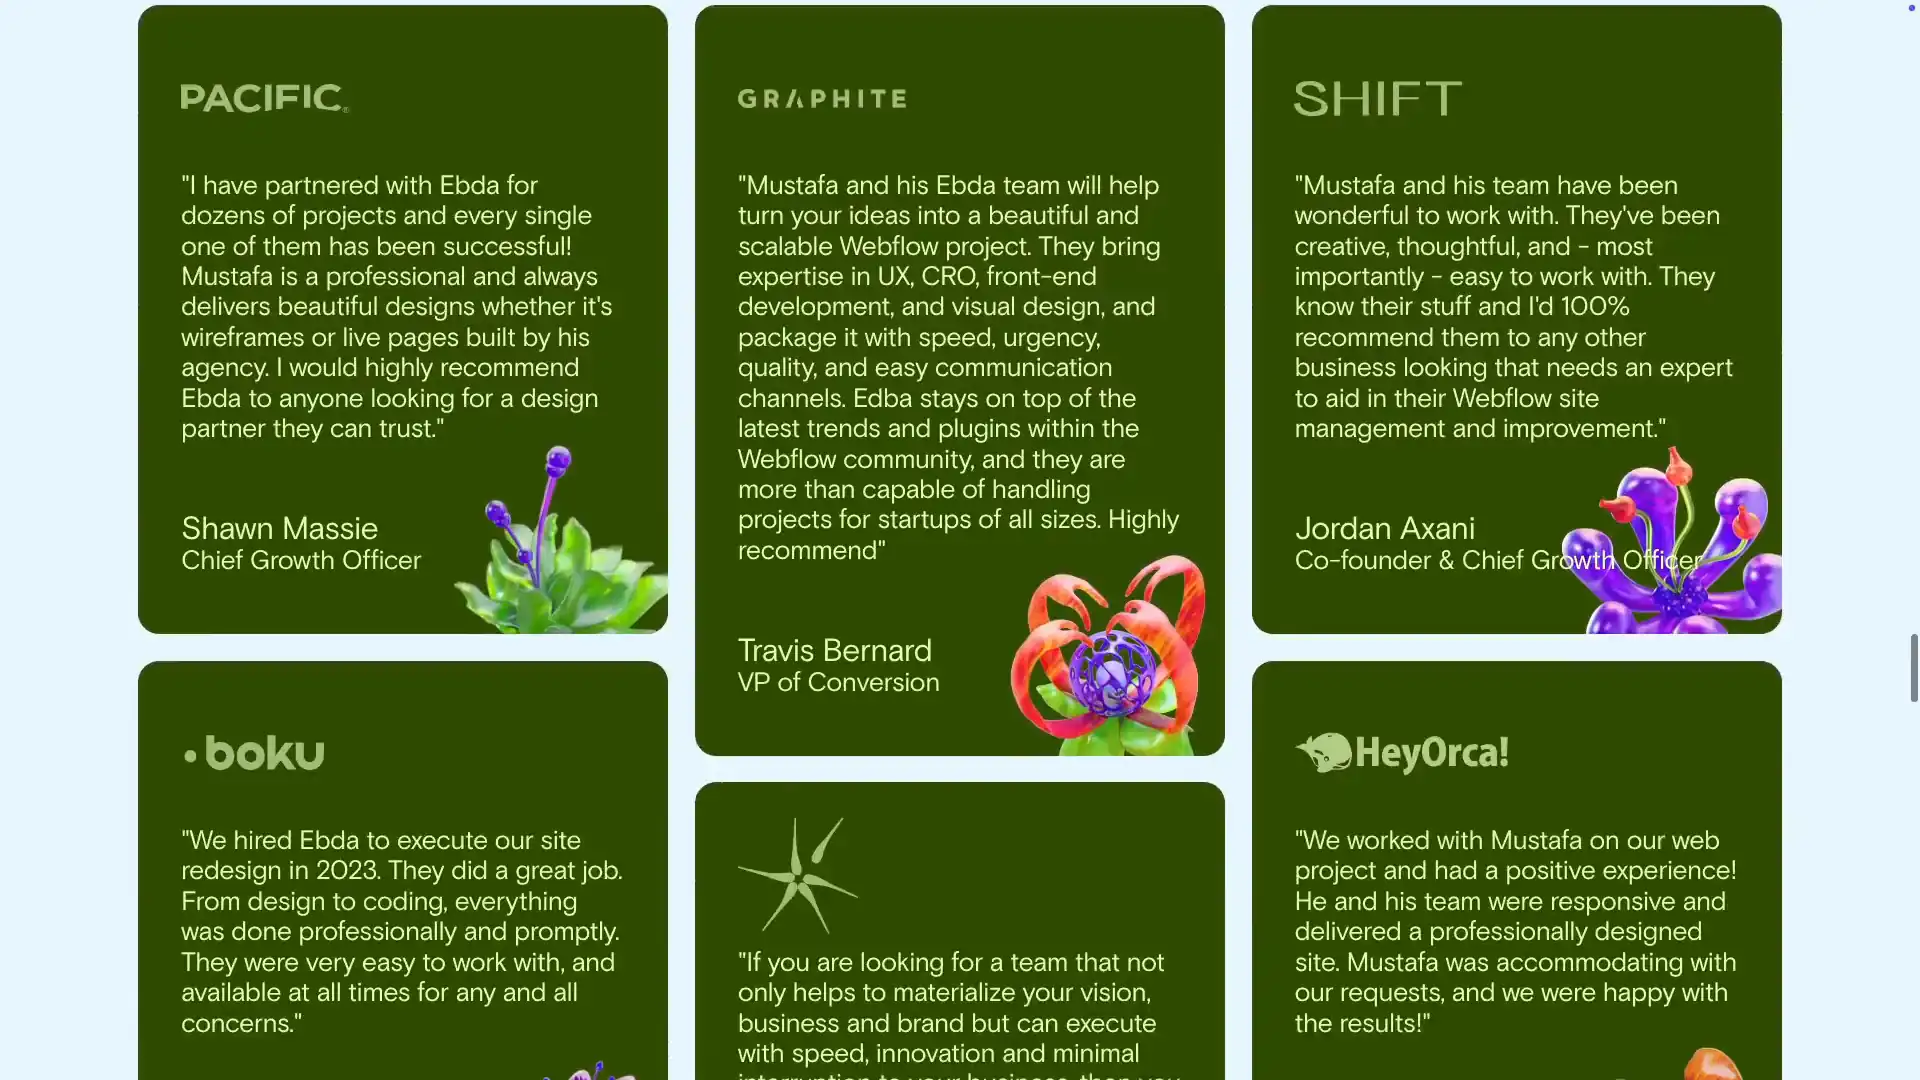 PACIFIC®
"I have partnered with Ebda for
dozens of projects and every single
one of them has been successful!
Mustafa is a professional and always
delivers beautiful designs whether it's
wireframes or live pages built by his
agency. I would highly recommend
Ebda to anyone looking for a design
partner they can trust."
Shawn Massie
Chief Growth Officer
GRAPHITE
"Mustafa and his Ebda team will help
turn your ideas into a beautiful and
scalable Webflow project. They bring
expertise in UX, CRO, front-end
development, and visual design, and
package it with speed, urgency,
quality, and easy communication
channels. Edba stays on top of the
latest trends and plugins within the
Webflow community, and they are
more than capable of handling
projects for startups of all sizes. Highly
recommend"
Travis Bernard
VP of Conversion
SHIFT
"Mustafa and his team have been
wonderful to work with. They've been
creative, thoughtful, and - most
importantly - easy to work with. They
know their stuff and I'd 100%
recommend them to any other
business looking that needs an expert
to aid in their Webflow site
management and improvement."
Jordan Axani
Co-founder & Chief Growth Officer
boku
"We hired Ebda to execute our site
redesign in 2023. They did a great job.
From design to coding, everything
was done professionally and promptly.
They were very easy to work with, and
available at all times for any and all
concerns."
"If you are looking for a team that not
only helps to materialize your vision,
business and brand but can execute
with speed, innovation and minimal
interruption to your business, then you
HeyOrca!
"We worked with Mustafa on our web
project and had a positive experience!
He and his team were responsive and
delivered a professionally designed
site. Mustafa was accommodating with
our requests, and we were happy with
the results!"